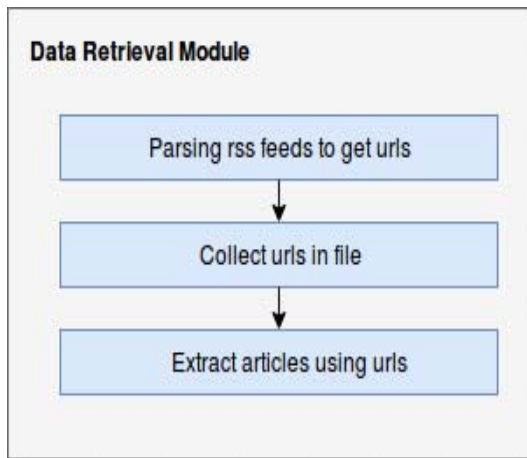 Data Retrieval Module
Parsing rss feeds to get urls
Collect urls in file
Extract articles using urls